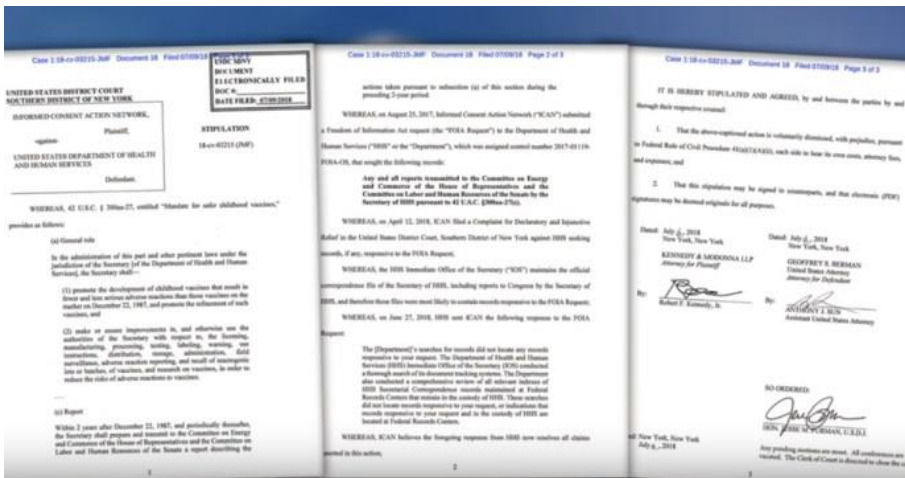 Case 1:18-cv-03215-JMF Document 18 Filed 07/09/18
USDC SDNY
DOCUMENT
ELECTRONICALLY FILED
DOC #:
DATE FILED: 07/09/2018
UNITED STATES DISTRICT COURT
SOUTHERN DISTRICT OF NEW YORK
INFORMED CONSENT ACTION NETWORK,
Plaintiff,
-against-
UNITED STATES DEPARTMENT OF HEALTH
AND HUMAN SERVICES
Defendant.
STIPULATION
18-cv-03215 (JMF)
WHEREAS, 42 U.S.C. § 300aa-27, entitled "Mandate for safer childhood vaccines,"
provides as follows:
(a) General rule
In the administration of this part and other pertinent laws under the
jurisdiction of the Secretary [of the Department of Health and Human
Services], the Secretary shall—
(1) promote the development of childhood vaccines that result in
fewer and less serious adverse reactions than those vaccines on the
market on December 22, 1987, and promote the refinement of such
vaccines, and
(2) make or assure improvements in, and otherwise use the
authorities of the Secretary with respect to, the licensing,
manufacturing, processing, testing, labeling, warning, use
instructions, distribution, storage, administration, field
surveillance, adverse reaction reporting, and recall of reactogenic
lots or batches, of vaccines, and research on vaccines, in order to
reduce the risks of adverse reactions to vaccines.
....
(c) Report
Within 2 years after December 22, 1987, and periodically thereafter,
the Secretary shall prepare and transmit to the Committee on Energy
and Commerce of the House of Representatives and the Committee on
Labor and Human Resources of the Senate a report describing the
1
Case 1:18-cv-03215-JMF Document 18 Filed 07/09/18 Page 2 of 3
actions taken pursuant to subsection (a) of this section during the
preceding 2-year period.
WHEREAS, on August 25, 2017, Informed Consent Action Network ("ICAN") submitted
a Freedom of Information Act request (the "FOIA Request") to the Department of Health and
Human Services ("HHS" or the "Department"), which was assigned control number 2017-01119-
FOIA-OS, that sought the following records:
Any and all reports transmitted to the Committee on Energy
and Commerce of the House of Representatives and the
Committee on Labor and Human Resources of the Senate by the
Secretary of HHS pursuant to 42 U.S.C. §300aa-27(c).
WHEREAS, on April 12, 2018, ICAN filed a Complaint for Declaratory and Injunctive
Relief in the United States District Court, Southern District of New York against HHS seeking
records, if any, responsive to the FOIA Request;
WHEREAS, the HHS Immediate Office of the Secretary ("IOS") maintains the official
correspondence file of the Secretary of HHS, including reports to Congress by the Secretary of
HHS, and therefore those files were most likely to contain records responsive to the FOIA Request;
WHEREAS, on June 27, 2018, HHS sent ICAN the following response to the FOIA
Request:
The [Department]'s searches for records did not locate any records
responsive to your request. The Department of Health and Human
Services (HHS) Immediate Office of the Secretary (IOS) conducted
a thorough search of its document tracking systems. The Department
also conducted a comprehensive review of all relevant indexes of
HHS Secretarial Correspondence records maintained at Federal
Records Centers that remain in the custody of HHS. These searches
did not locate records responsive to your request, or indications that
records responsive to your request and in the custody of HHS are
located at Federal Records Centers.
WHEREAS, ICAN believes the foregoing response from HHS now resolves all claims
asserted in this action;
2
Case 1:18-cv-03215-JMF Document 18 Filed 07/09/18 Page 3 of 3
IT IS HEREBY STIPULATED AND AGREED, by and between the parties by and
through their respective counsel:
1. That the above-captioned action is voluntarily dismissed, with prejudice, pursuant
to Federal Rule of Civil Procedure 41(a)(1)(A)(ii), each side to bear its own costs, attorney fees,
and expenses; and
2. That this stipulation may be signed in counterparts, and that electronic (PDF)
signatures may be deemed originals for all purposes.
Dated: July 6, 2018
New York, New York
KENNEDY & MODONNA LLP
Attorney for Plaintiff
By:
Robert F. Kennedy, Jr.
Dated: July 6, 2018
New York, New York
GEOFFREY S. BERMAN
United States Attorney
Attorney for Defendant
By:
ANTHONY J. SUN
Assistant United States Attorney
SO ORDERED:
HON. JESSE M. FURMAN, U.S.D.J.
New York, New York
July 9, 2018
Any pending motions are moot. All conferences are
vacated. The Clerk of Court is directed to close the
3